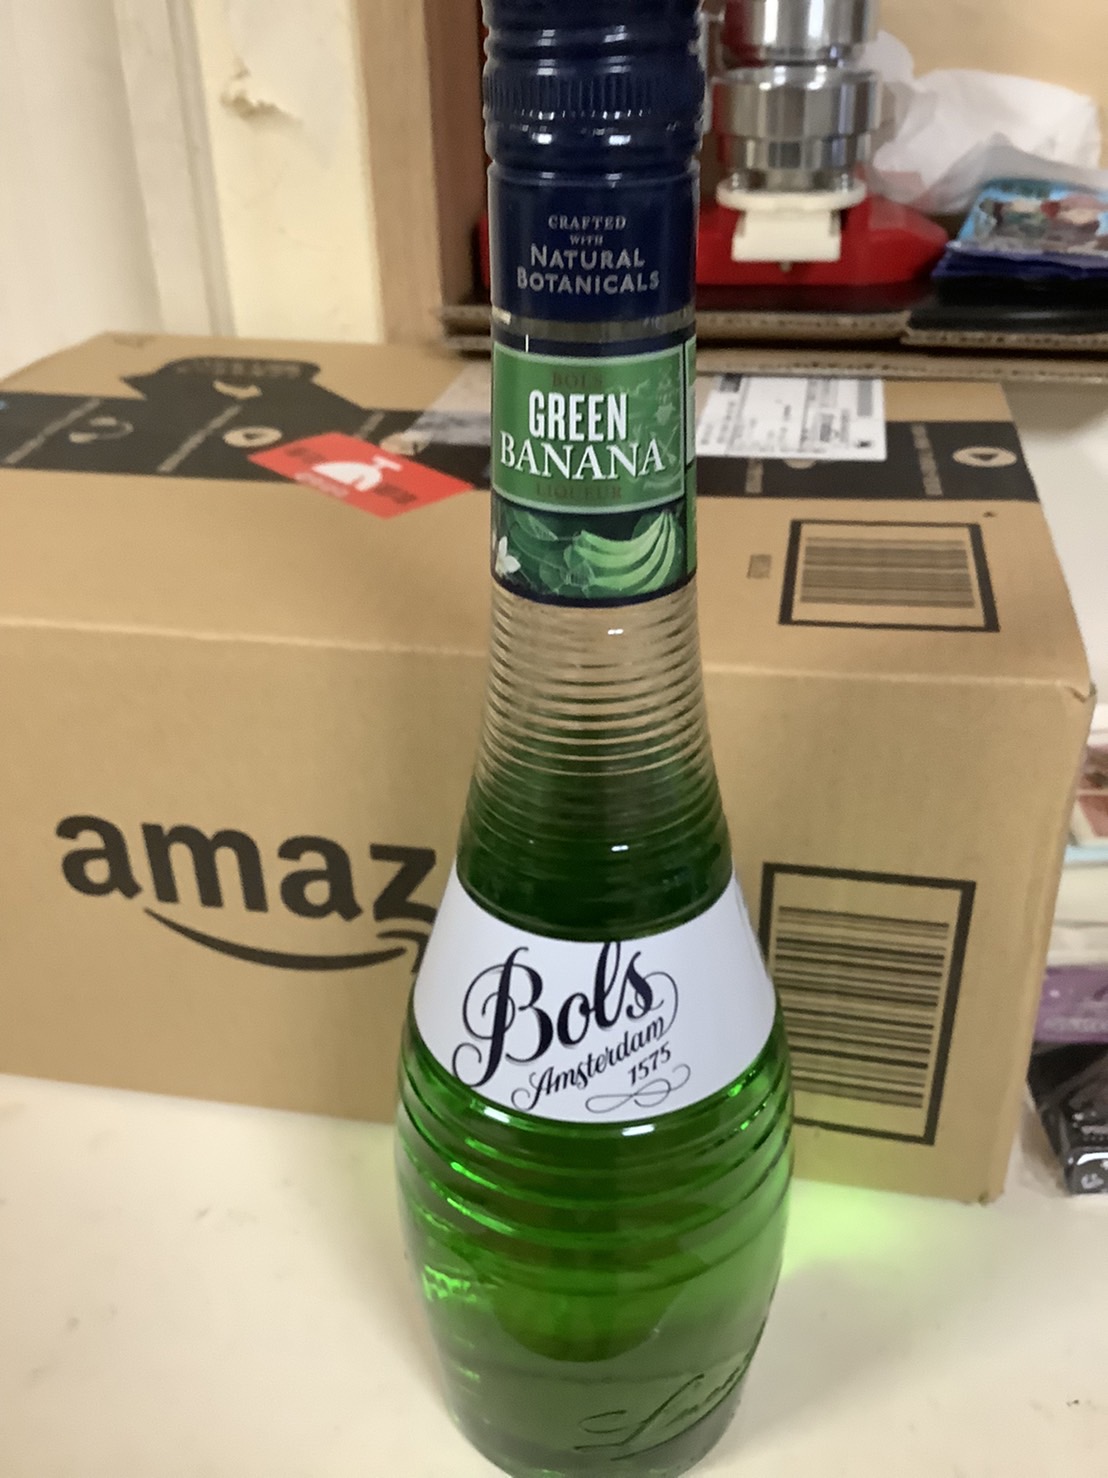 CRAFTED
WITH
NATURAL
BOTANICALS
BOLS
GREEN
BANANA
LIQUEUR
amaz
Bols
Amsterdam
1575